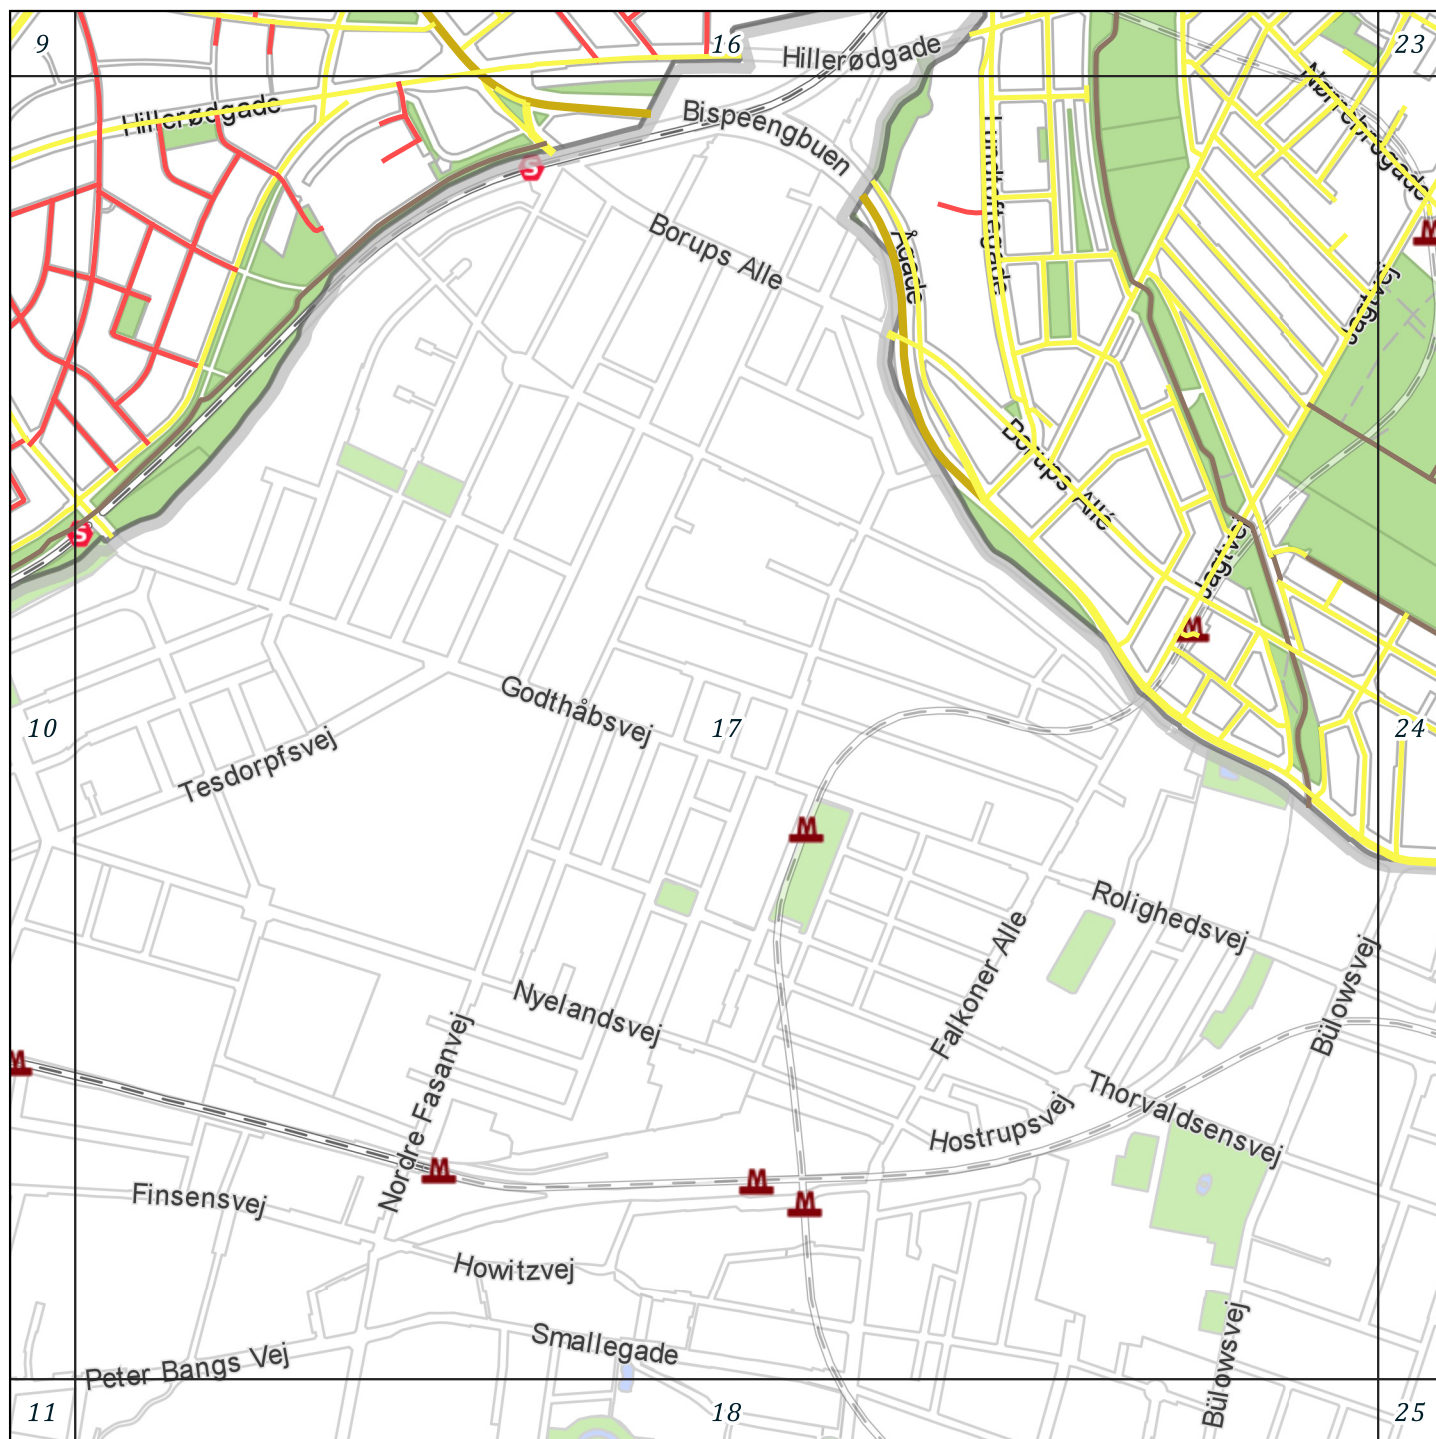 9
16
23
Hillerødgade
Hillerødgade
Bispeengbuen
Nørrebrogade
Lundtoftegade
S
Borups Alle
Ågade
M
Jagtvej
Borups Allé
S
Jagtvej
M
Godthåbsvej
10
17
24
Tesdorpfsvej
M
Rolighedsvej
Falkoner Alle
Bülowsvej
Nyelandsvej
Nordre Fasanvej
M
Thorvaldsensvej
Hostrupsvej
M
M
M
Finsensvej
Howitzvej
Smallegade
Bülowsvej
Peter Bangs Vej
11
18
25